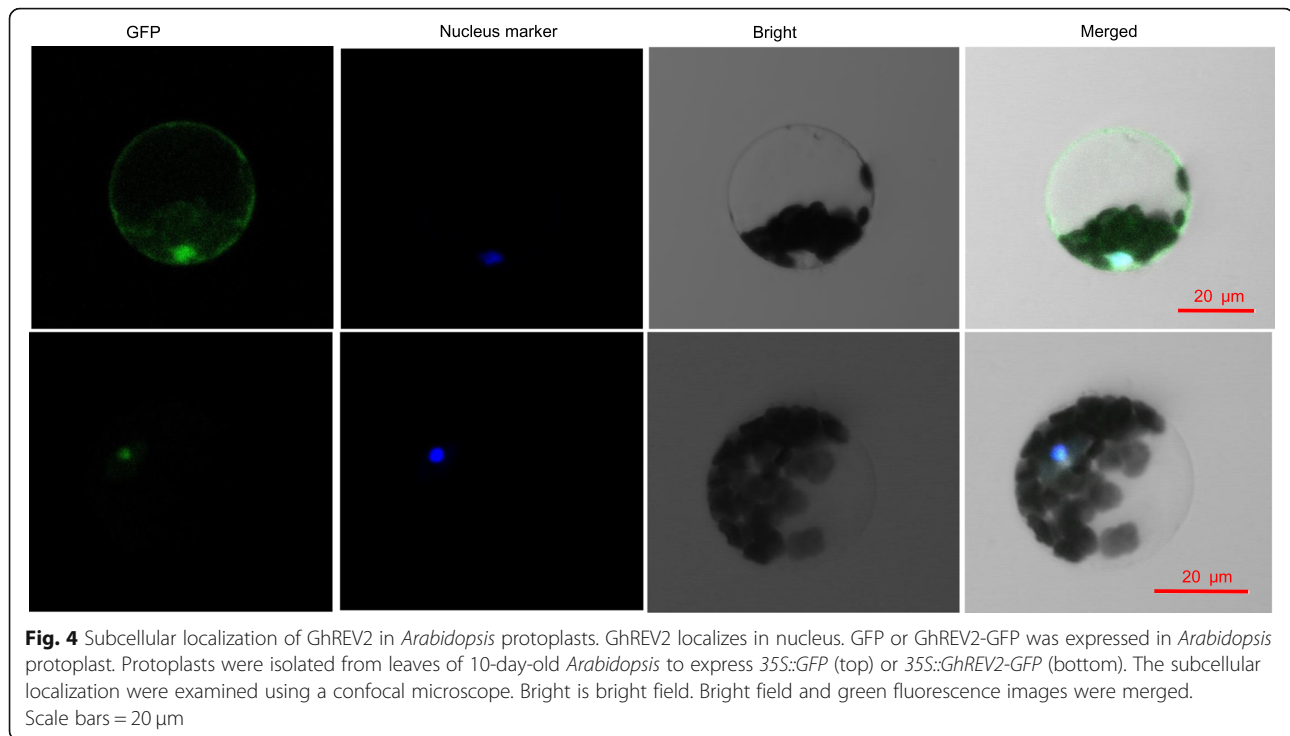 GFP Nucleus marker Bright Merged
20 μm
20 μm
Fig. 4 Subcellular localization of GhREV2 in Arabidopsis protoplasts. GhREV2 localizes in nucleus. GFP or GhREV2-GFP was expressed in Arabidopsis
protoplast. Protoplasts were isolated from leaves of 10-day-old Arabidopsis to express 35S::GFP (top) or 35S::GhREV2-GFP (bottom). The subcellular
localization were examined using a confocal microscope. Bright is bright field. Bright field and green fluorescence images were merged.
Scale bars = 20 μm